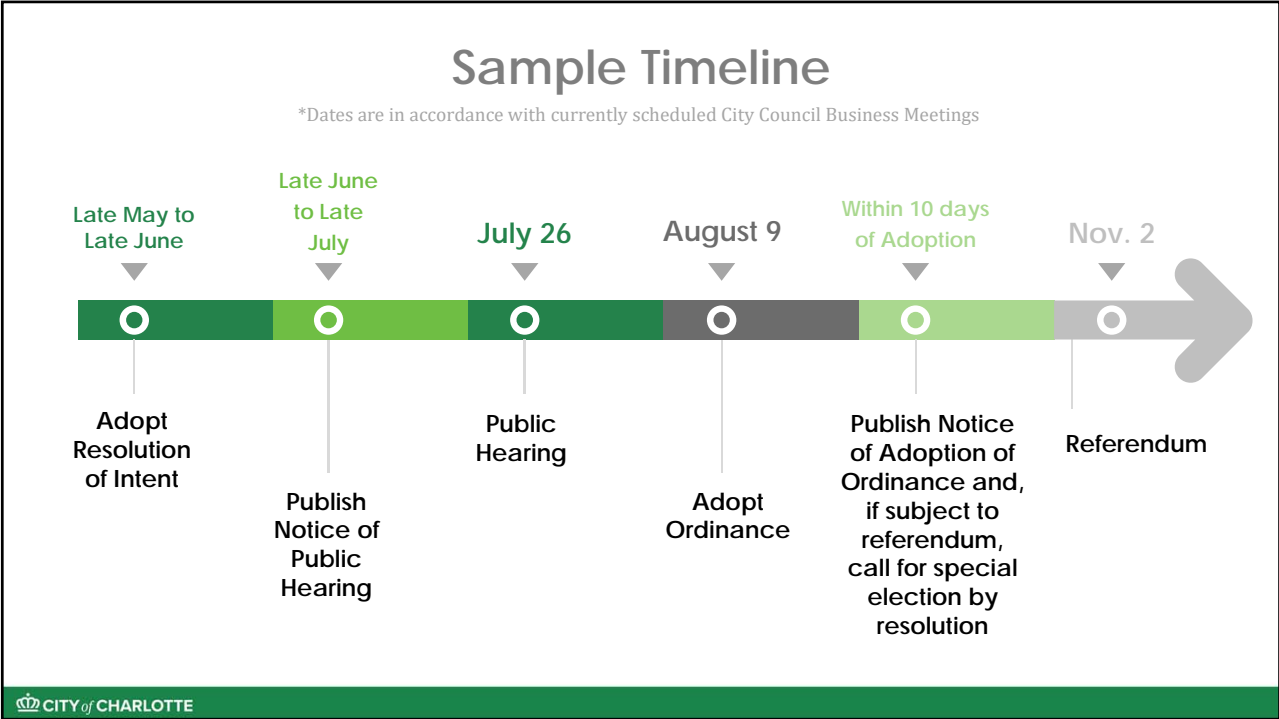 Sample Timeline
*Dates are in accordance with currently scheduled City Council Business Meetings
Late May to
Late June
Late June
to Late
July
July 26
August 9
Within 10 days
of Adoption
Nov. 2
Adopt
Resolution
of Intent
Publish
Notice of
Public
Hearing
Public
Hearing
Adopt
Ordinance
Publish Notice
of Adoption of
Ordinance and,
if subject to
referendum,
call for special
election by
resolution
Referendum
CITY of CHARLOTTE